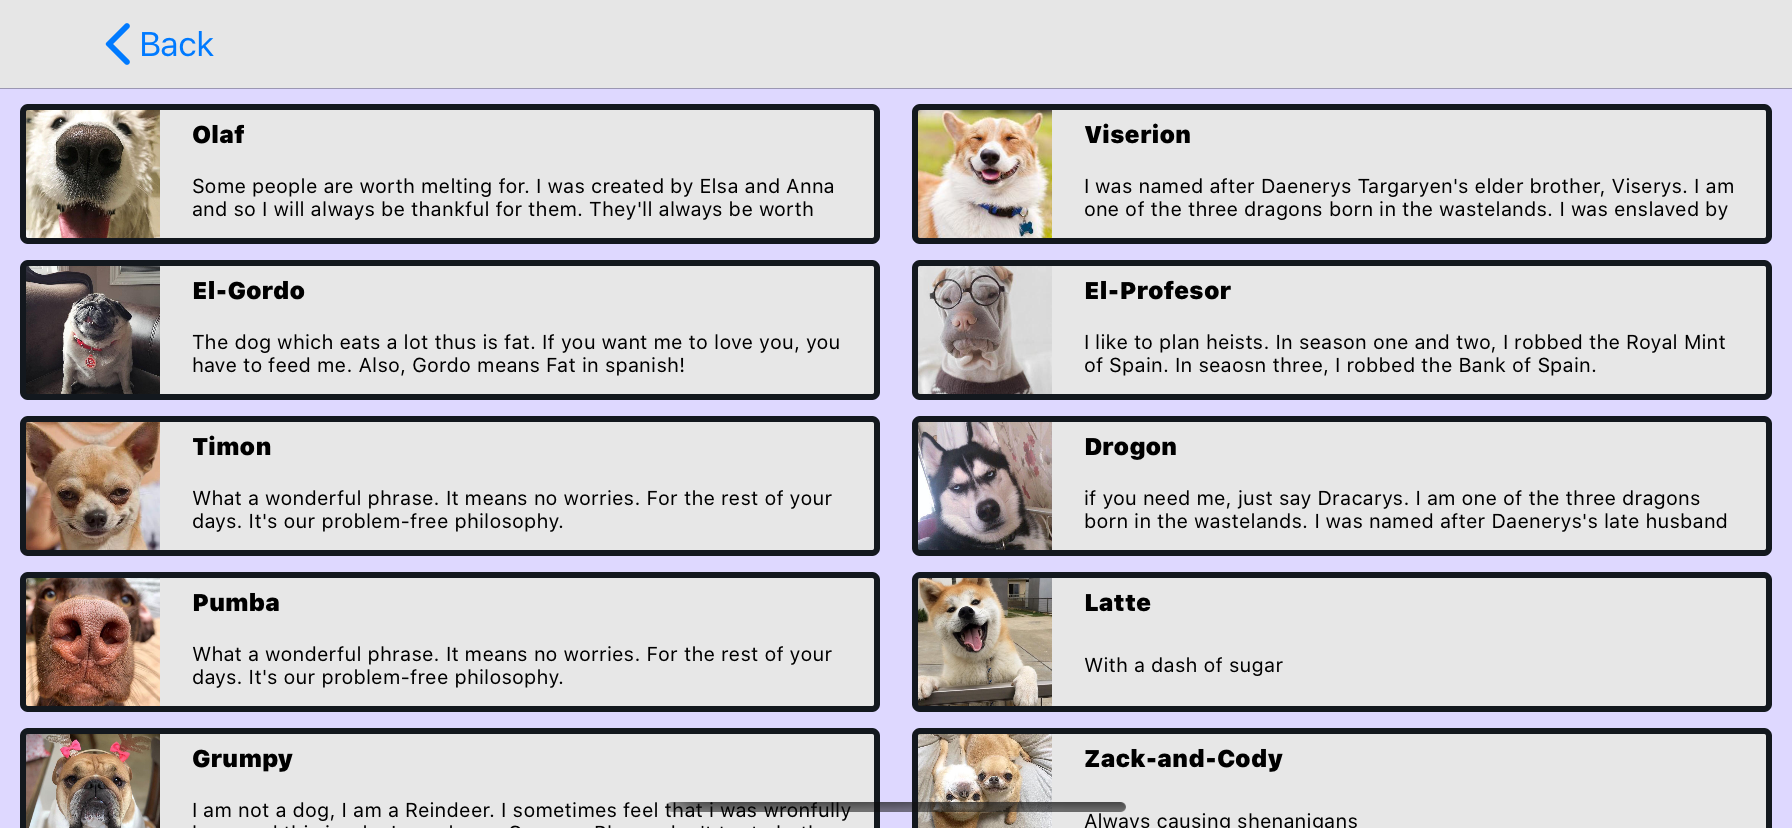 Back
Olaf
Some people are worth melting for. I was created by Elsa and Anna
and so I will always be thankful for them. They'll always be worth
Viserion
I was named after Daenerys Targaryen's elder brother, Viserys. I am
one of the three dragons born in the wastelands. I was enslaved by
El-Gordo
The dog which eats a lot thus is fat. If you want me to love you, you
have to feed me. Also, Gordo means Fat in spanish!
El-Profesor
I like to plan heists. In season one and two, I robbed the Royal Mint
of Spain. In seaosn three, I robbed the Bank of Spain.
Timon
What a wonderful phrase. It means no worries. For the rest of your
days. It's our problem-free philosophy.
Drogon
if you need me, just say Dracarys. I am one of the three dragons
born in the wastelands. I was named after Daenerys's late husband
Pumba
What a wonderful phrase. It means no worries. For the rest of your
days. It's our problem-free philosophy.
Latte
With a dash of sugar
Grumpy
I am not a dog, I am a Reindeer. I sometimes feel that i was wronfully
Zack-and-Cody
Always causing shenanigans